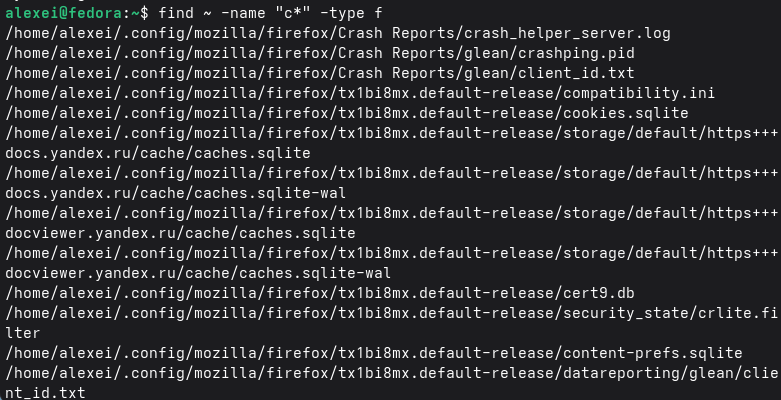 alexei@fedora:~$ find ~ -name "c*" -type f
/home/alexei/.config/mozilla/firefox/Crash Reports/crash_helper_server.log
/home/alexei/.config/mozilla/firefox/Crash Reports/glean/crashping.pid
/home/alexei/.config/mozilla/firefox/Crash Reports/glean/client_id.txt
/home/alexei/.config/mozilla/firefox/tx1bi8mx.default-release/compatibility.ini
/home/alexei/.config/mozilla/firefox/tx1bi8mx.default-release/cookies.sqlite
/home/alexei/.config/mozilla/firefox/tx1bi8mx.default-release/storage/default/https+++
docs.yandex.ru/cache/caches.sqlite
/home/alexei/.config/mozilla/firefox/tx1bi8mx.default-release/storage/default/https+++
docs.yandex.ru/cache/caches.sqlite-wal
/home/alexei/.config/mozilla/firefox/tx1bi8mx.default-release/storage/default/https+++
docviewer.yandex.ru/cache/caches.sqlite
/home/alexei/.config/mozilla/firefox/tx1bi8mx.default-release/storage/default/https+++
docviewer.yandex.ru/cache/caches.sqlite-wal
/home/alexei/.config/mozilla/firefox/tx1bi8mx.default-release/cert9.db
/home/alexei/.config/mozilla/firefox/tx1bi8mx.default-release/security_state/crlite.fi
lter
/home/alexei/.config/mozilla/firefox/tx1bi8mx.default-release/content-prefs.sqlite
/home/alexei/.config/mozilla/firefox/tx1bi8mx.default-release/datareporting/glean/clie
nt_id.txt